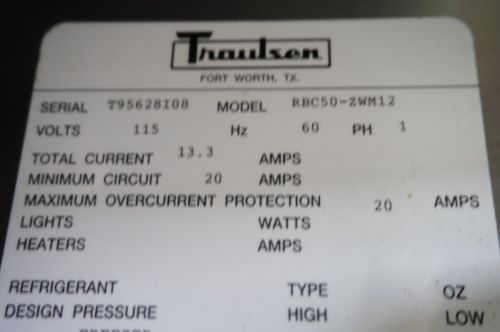 Traulsen
FORT WORTH, TX.
SERIAL T95628I08 MODEL RBC50-ZWM12
VOLTS 115 Hz 60 PH 1
TOTAL CURRENT 13.3 AMPS
MINIMUM CIRCUIT 20 AMPS
MAXIMUM OVERCURRENT PROTECTION 20 AMPS
LIGHTS WATTS
HEATERS AMPS
REFRIGERANT TYPE OZ
DESIGN PRESSURE HIGH LOW